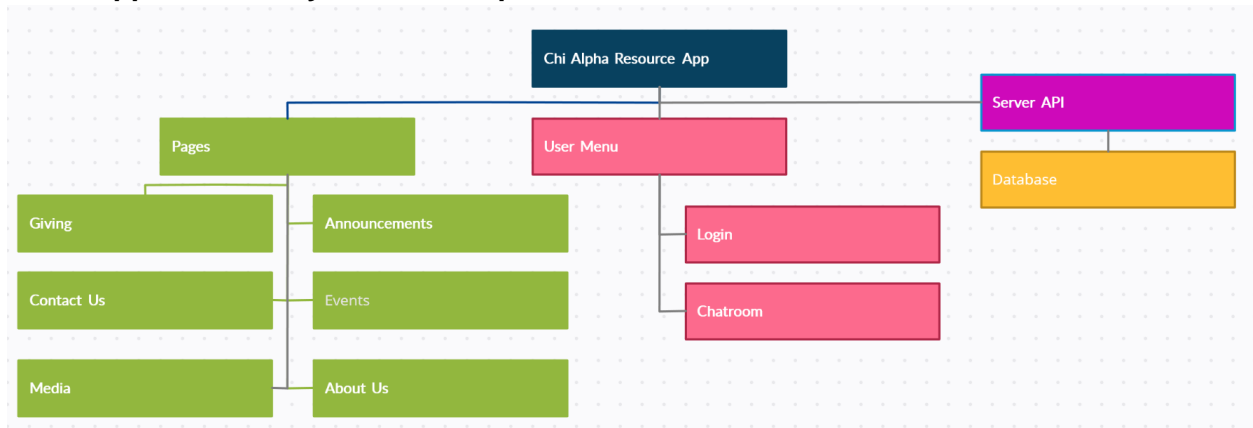 Chi Alpha Resource App
Server API
Pages
User Menu
Database
Giving
Announcements
Login
Contact Us
Events
Chatroom
Media
About Us